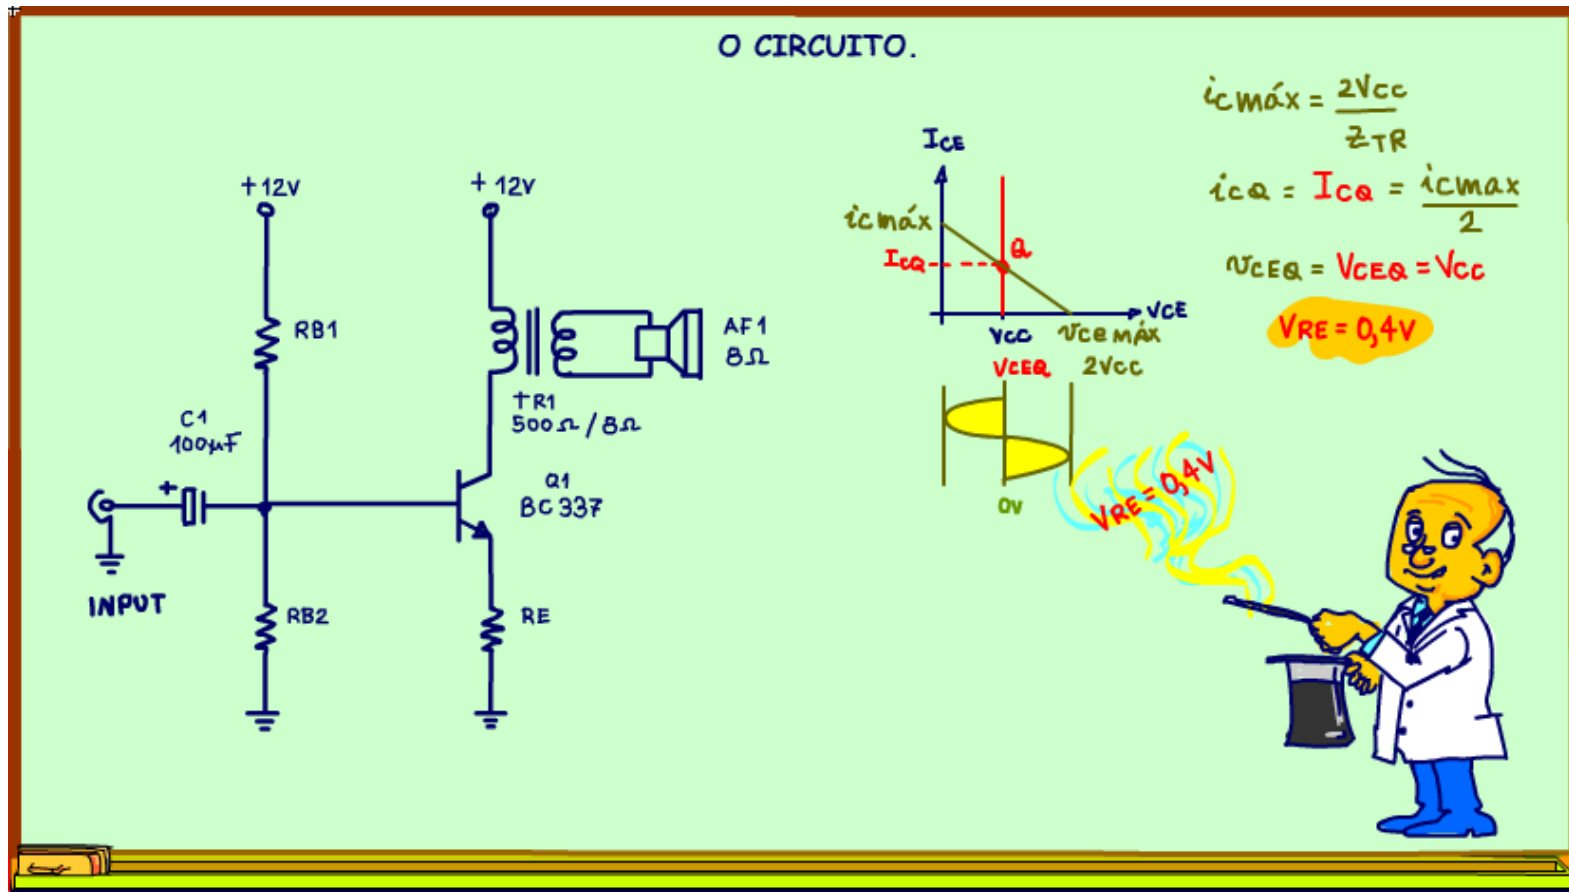 O CIRCUITO.
+12V
+12V
RB1
C1
100µF
INPUT
RB2
AF1
8Ω
TR1
500Ω/8Ω
Q1
BC337
RE
ICE
icmáx
ICQ
Q
VCE
VCC
vcemáx
VCEQ
2VCC
0V
icmáx = 2VCC
ZTR
icQ = ICQ = icmax
2
vCEQ = VCEQ = VCC
VRE = 0,4V
VRE = 0,4V